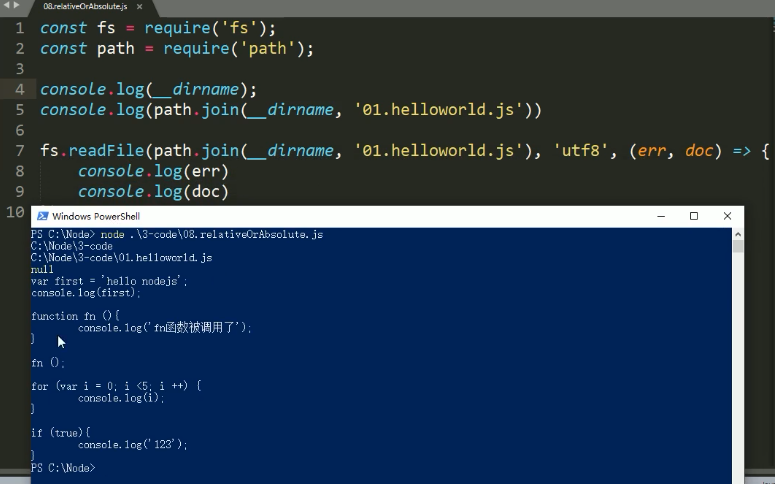 08.relativeOrAbsolute.js ×
1 const fs = require('fs');
2 const path = require('path');
3
4 console.log(__dirname);
5 console.log(path.join(__dirname, '01.helloworld.js'))
6
7 fs.readFile(path.join(__dirname, '01.helloworld.js'), 'utf8', (err, doc) => {
8 console.log(err)
9 console.log(doc)
10
Windows PowerShell
PS C:\Node> node .\3-code\08.relativeOrAbsolute.js
C:\Node\3-code
C:\Node\3-code\01.helloworld.js
null
var first = 'hello nodejs';
console.log(first);
function fn (){
console.log('fn函数被调用了');
}
fn ();
for (var i = 0; i <5; i ++) {
console.log(i);
}
if (true){
console.log('123');
}
PS C:\Node>